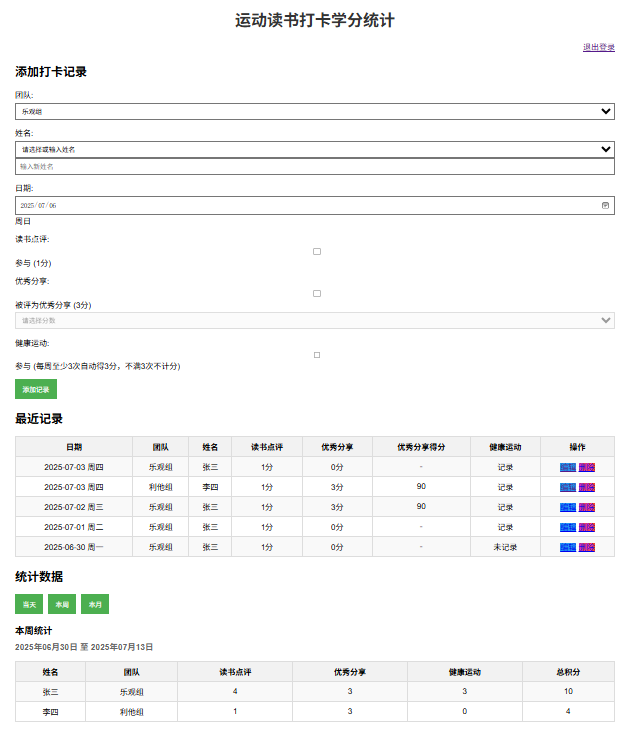 运动读书打卡学分统计
退出登录
添加打卡记录
团队:
乐观组
姓名:
请选择或输入姓名
输入新姓名
日期:
2025/07/06
周日
读书点评:
参与 (1分)
优秀分享:
被评为优秀分享 (3分)
请选择分数
健康运动:
参与 (每周至少3次自动得3分，不满3次不计分)
添加记录
最近记录
日期 团队 姓名 读书点评 优秀分享 优秀分享得分 健康运动 操作
2025-07-03 周四 乐观组 张三 1分 0分 - 记录 编辑 删除
2025-07-03 周四 利他组 李四 1分 3分 90 记录 编辑 删除
2025-07-02 周三 乐观组 张三 1分 3分 90 记录 编辑 删除
2025-07-01 周二 乐观组 张三 1分 0分 - 记录 编辑 删除
2025-06-30 周一 乐观组 张三 1分 0分 - 未记录 编辑 删除
统计数据
当天 本周 本月
本周统计
2025年06月30日 至 2025年07月13日
姓名 团队 读书点评 优秀分享 健康运动 总积分
张三 乐观组 4 3 3 10
李四 利他组 1 3 0 4